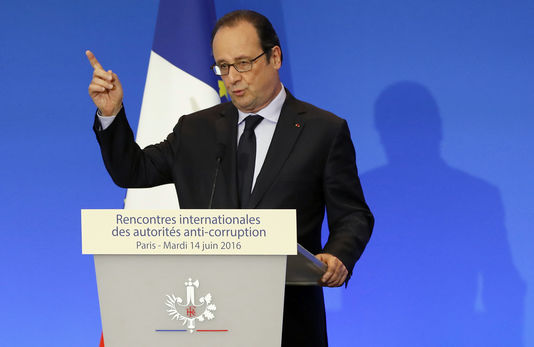 Rencontres internationales
des autorités anti-corruption
Paris - Mardi 14 juin 2016